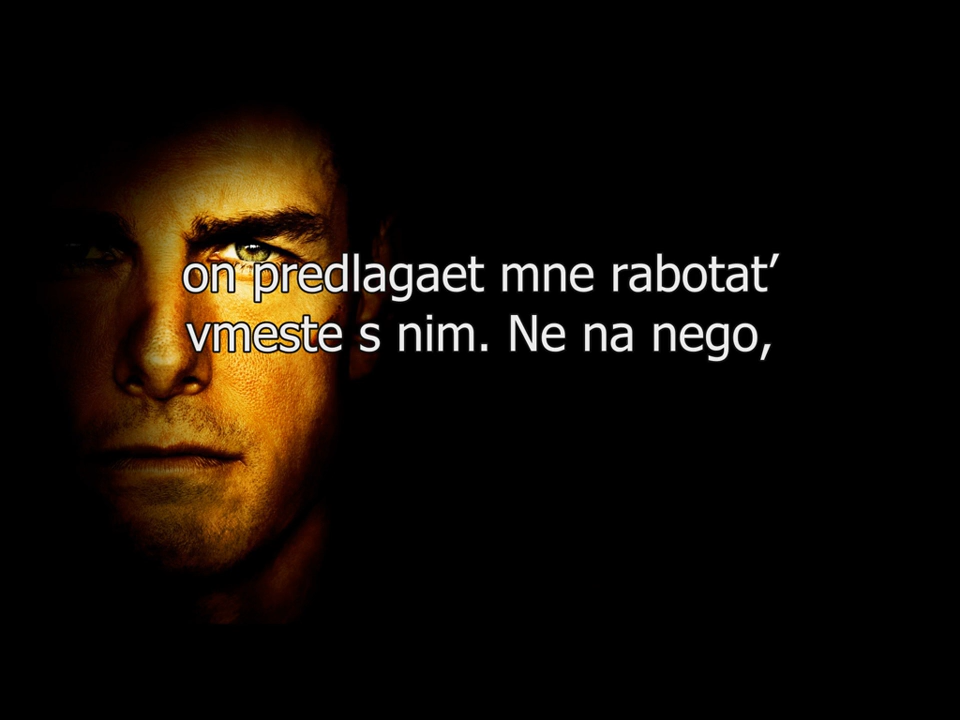 on predlagaet mne rabotat’
vmeste s nim. Ne na nego,